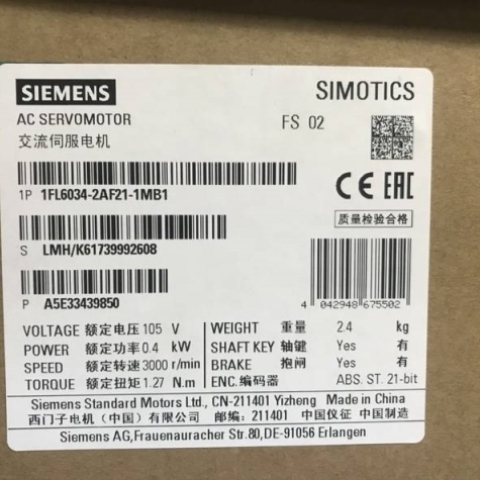 SIEMENS
SIMOTICS
AC SERVOMOTOR
FS 02
交流伺服电机
1P 1FL6034-2AF21-1MB1
CE EAC
质量检验合格
S LMH/K61739992608
P A5E33439850
4 042948 675502
VOLTAGE 额定电压 105 V
WEIGHT 重量 2.4 kg
POWER 额定功率 0.4 kW
SHAFT KEY 轴键 Yes 有
SPEED 额定转速 3000 r/min
BRAKE 抱闸 Yes 有
TORQUE 额定扭矩 1.27 N.m
ENC.编码器 ABS. ST. 21-bit
Siemens Standard Motors Ltd., CN-211401 Yizheng Made in China
西门子电机（中国）有限公司 邮编：211401 中国仪征 中国制造
Siemens AG,Frauenauracher Str.80,DE-91056 Erlangen